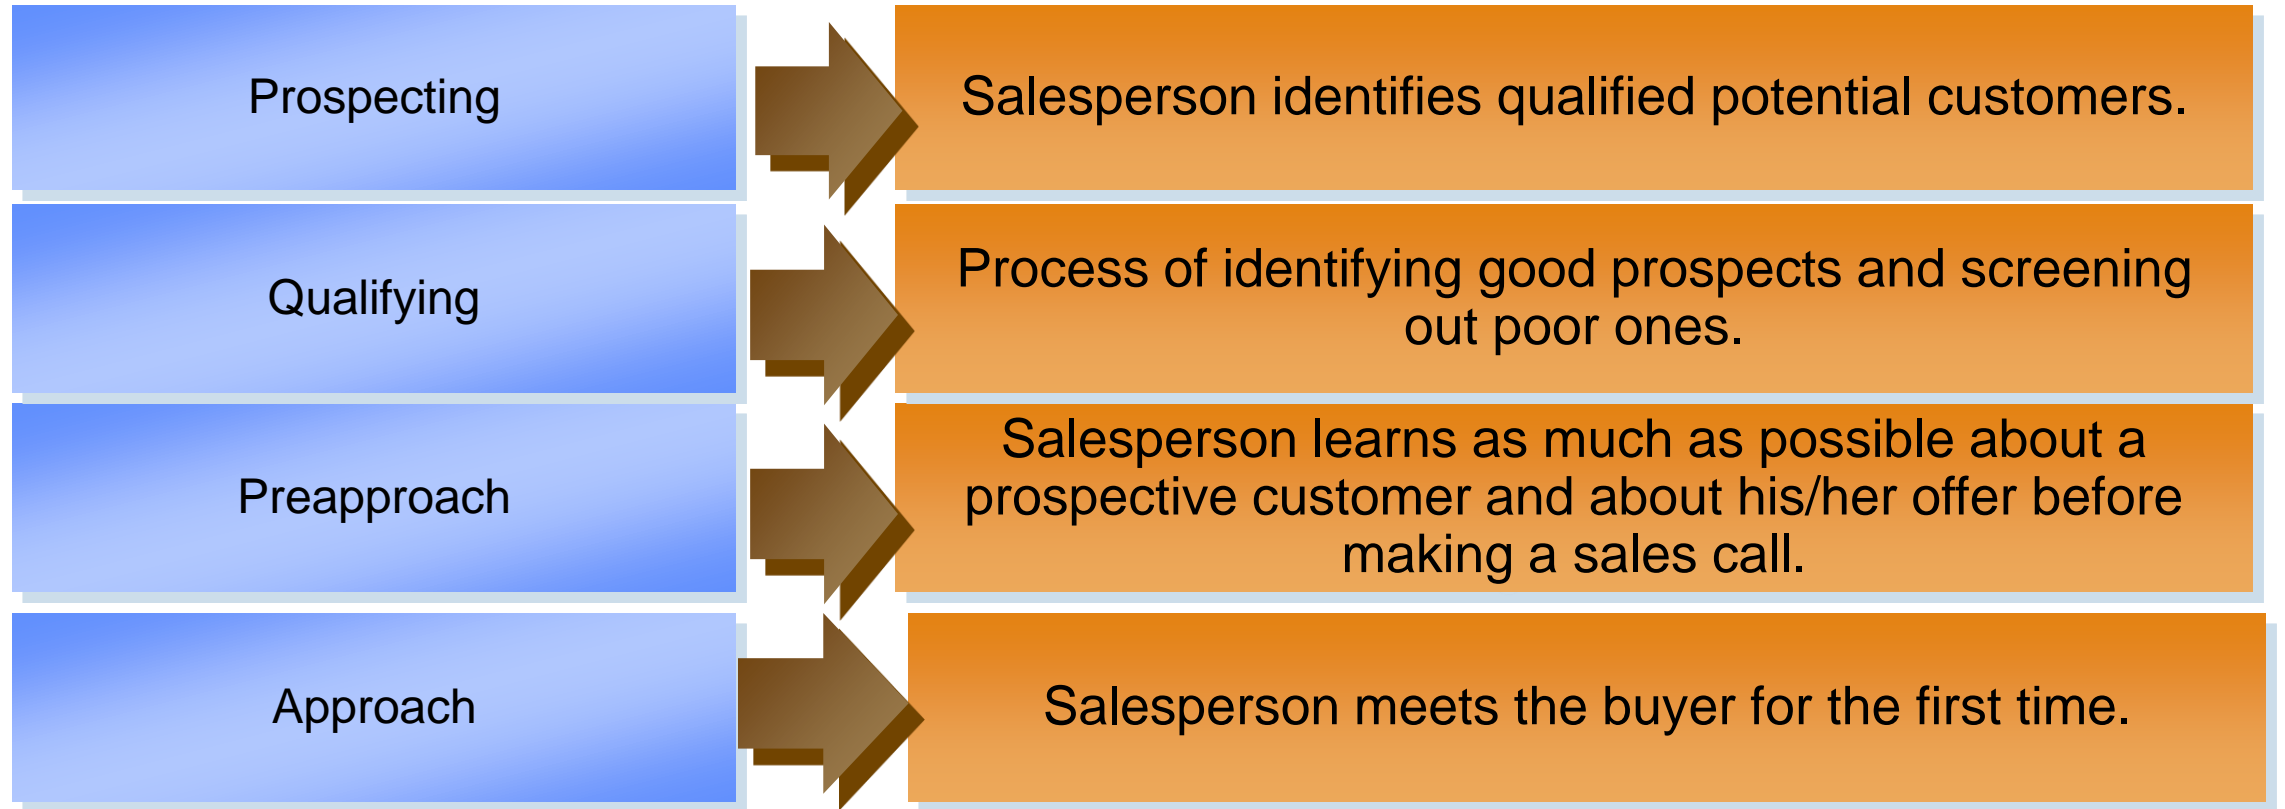 Prospecting
Salesperson identifies qualified potential customers.
Qualifying
Process of identifying good prospects and screening
out poor ones.
Preapproach
Salesperson learns as much as possible about a
prospective customer and about his/her offer before
making a sales call.
Approach
Salesperson meets the buyer for the first time.